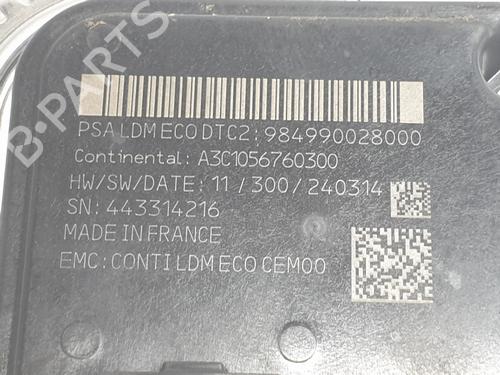 PSA LDM ECO DTC2: 984990028000
Continental: A3C1056760300
HW/SW/DATE: 11 / 300 / 240314
SN: 443314216
MADE IN FRANCE
EMC: CONTI LDM ECO CEM00
B-PARTS